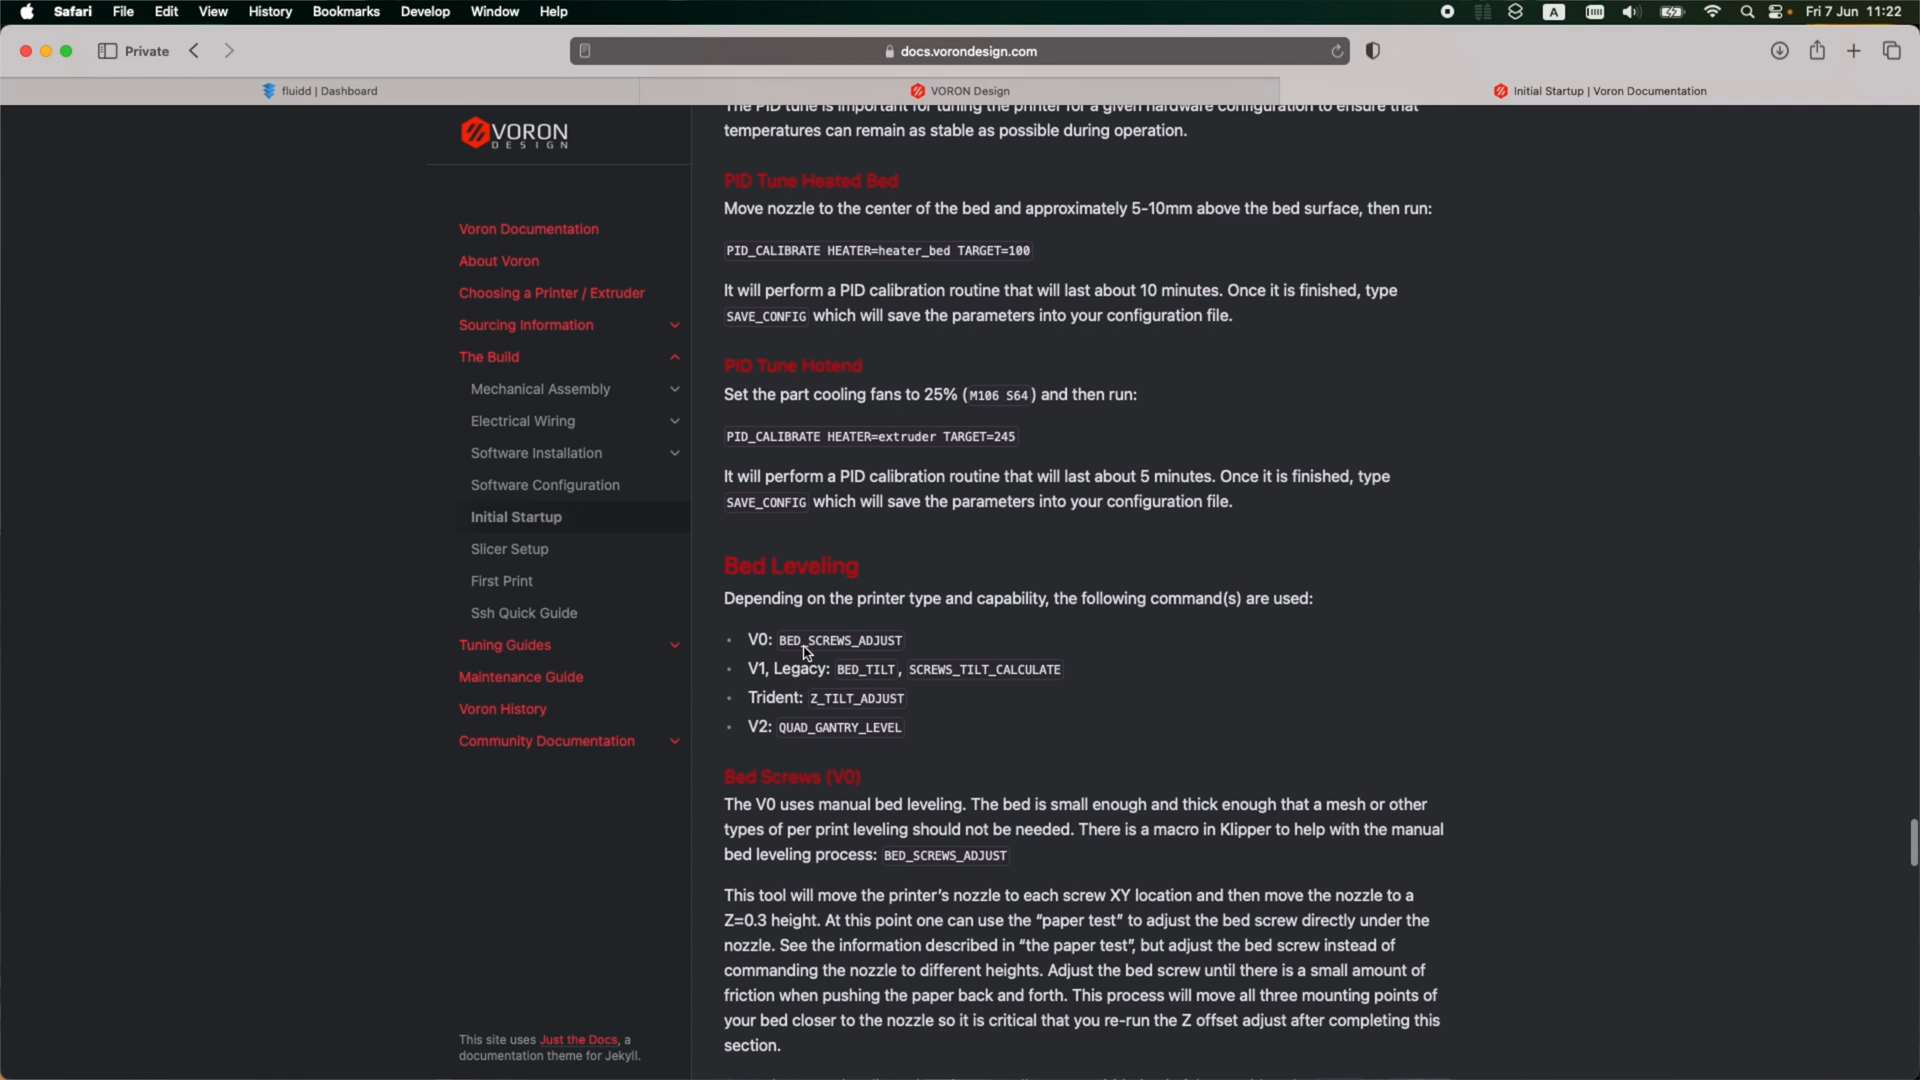 Safari File Edit View History Bookmarks Develop Window Help A Fri 7 Jun 11:22
Private docs.vorondesign.com
fluidd | Dashboard VORON Design Initial Startup | Voron Documentation
VORON
DESIGN
Voron Documentation
About Voron
Choosing a Printer / Extruder
Sourcing Information
The Build
Mechanical Assembly
Electrical Wiring
Software Installation
Software Configuration
Initial Startup
Slicer Setup
First Print
Ssh Quick Guide
Tuning Guides
Maintenance Guide
Voron History
Community Documentation
This site uses Just the Docs, a
documentation theme for Jekyll.
The PID tune is important for tuning the printer for a given hardware configuration to ensure that
temperatures can remain as stable as possible during operation.
PID Tune Heated Bed
Move nozzle to the center of the bed and approximately 5-10mm above the bed surface, then run:
PID_CALIBRATE HEATER=heater_bed TARGET=100
It will perform a PID calibration routine that will last about 10 minutes. Once it is finished, type
SAVE_CONFIG which will save the parameters into your configuration file.
PID Tune Hotend
Set the part cooling fans to 25% (M106 S64) and then run:
PID_CALIBRATE HEATER=extruder TARGET=245
It will perform a PID calibration routine that will last about 5 minutes. Once it is finished, type
SAVE_CONFIG which will save the parameters into your configuration file.
Bed Leveling
Depending on the printer type and capability, the following command(s) are used:
• V0: BED_SCREWS_ADJUST
• V1, Legacy: BED_TILT, SCREWS_TILT_CALCULATE
• Trident: Z_TILT_ADJUST
• V2: QUAD_GANTRY_LEVEL
Bed Screws (V0)
The V0 uses manual bed leveling. The bed is small enough and thick enough that a mesh or other
types of per print leveling should not be needed. There is a macro in Klipper to help with the manual
bed leveling process: BED_SCREWS_ADJUST
This tool will move the printer's nozzle to each screw XY location and then move the nozzle to a
Z=0.3 height. At this point one can use the "paper test" to adjust the bed screw directly under the
nozzle. See the information described in "the paper test", but adjust the bed screw instead of
commanding the nozzle to different heights. Adjust the bed screw until there is a small amount of
friction when pushing the paper back and forth. This process will move all three mounting points of
your bed closer to the nozzle so it is critical that you re-run the Z offset adjust after completing this
section.